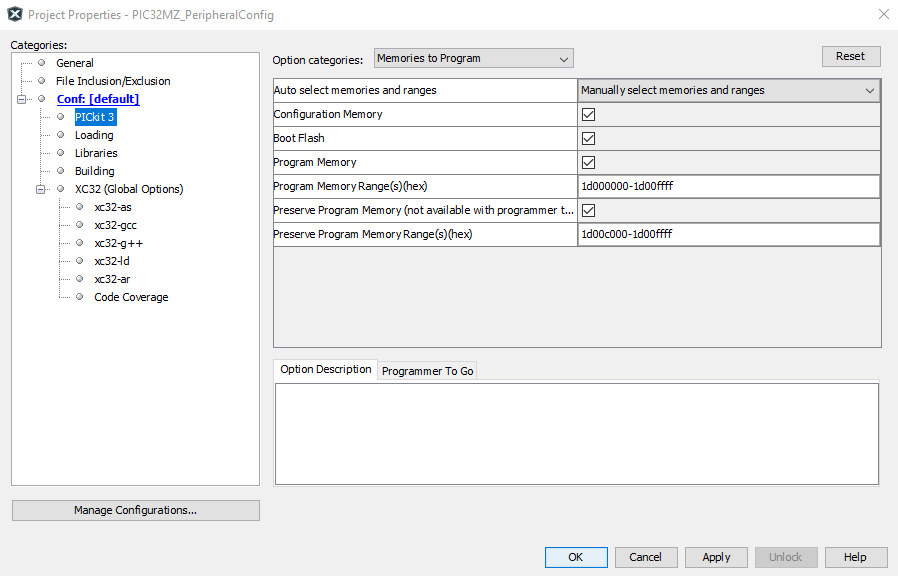 Project Properties - PIC32MZ_PeripheralConfig
Categories:
General
File Inclusion/Exclusion
Conf: [default]
PICkit 3
Loading
Libraries
Building
XC32 (Global Options)
xc32-as
xc32-gcc
xc32-g++
xc32-ld
xc32-ar
Code Coverage
Manage Configurations...
Option categories: Memories to Program
Reset
Auto select memories and ranges Manually select memories and ranges
Configuration Memory
Boot Flash
Program Memory
Program Memory Range(s)(hex) 1d000000-1d00ffff
Preserve Program Memory (not available with programmer t...
Preserve Program Memory Range(s)(hex) 1d00c000-1d00ffff
Option Description Programmer To Go
OK Cancel Apply Unlock Help